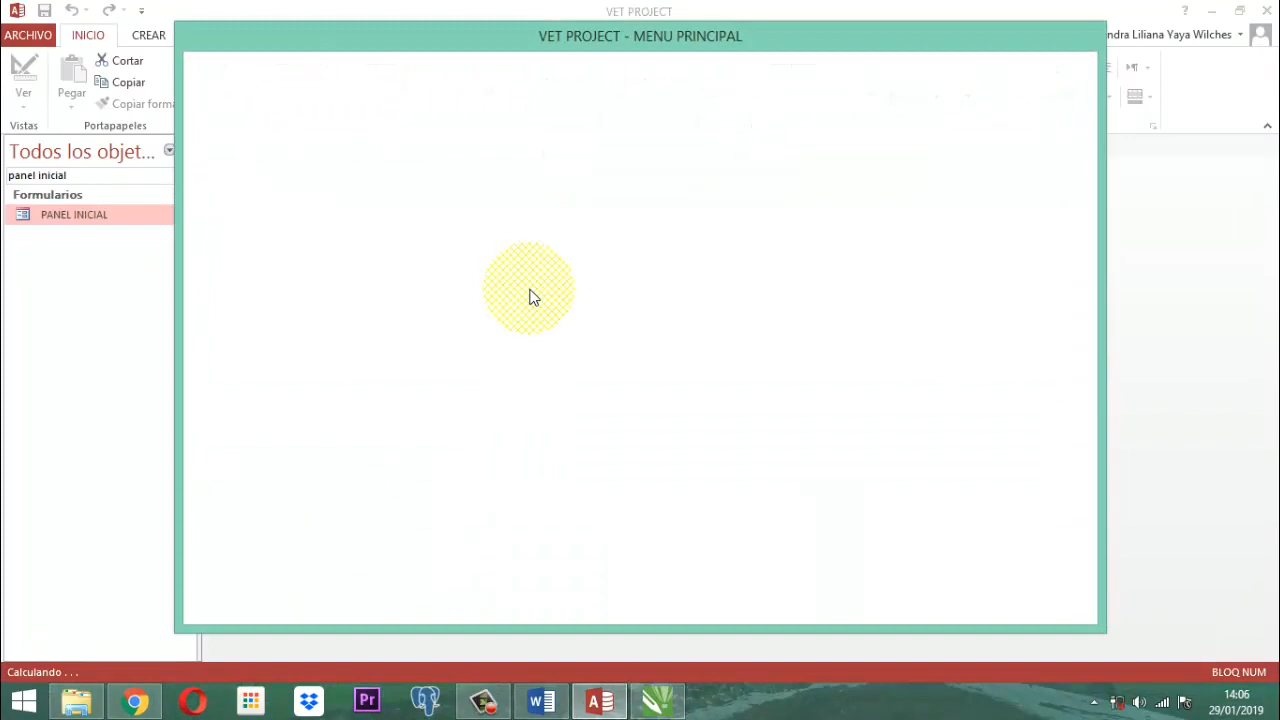 VET PROJECT
ARCHIVO INICIO CREAR
VET PROJECT - MENU PRINCIPAL
ndra Liliana Yaya Wilches
Ver
Pegar
Cortar
Copiar
Copiar forma
Vistas
Portapapeles
Todos los objet...
panel inicial
Formularios
PANEL INICIAL
Calculando . . .
BLOQ NUM
Pr
14:06
29/01/2019